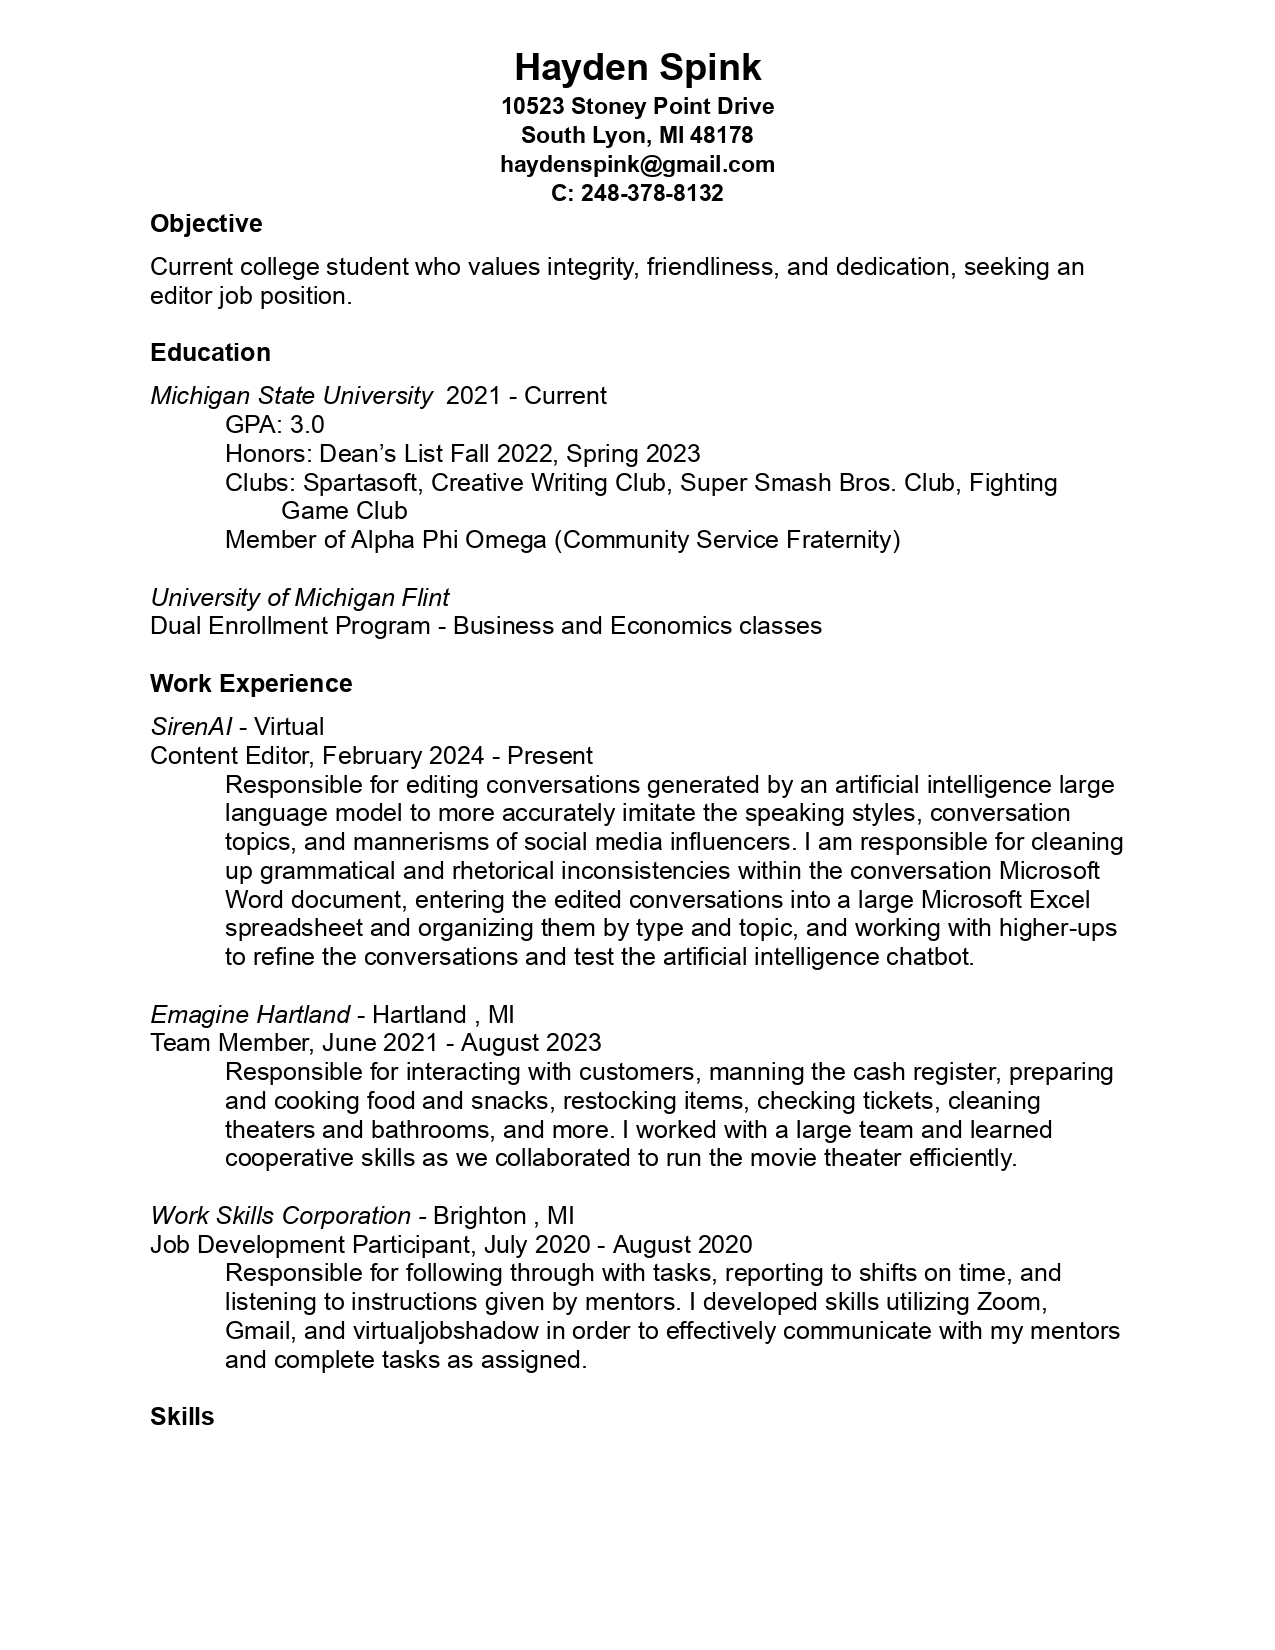 Hayden Spink
10523 Stoney Point Drive
South Lyon, MI 48178
haydenspink@gmail.com
C: 248-378-8132
Objective
Current college student who values integrity, friendliness, and dedication, seeking an
editor job position.
Education
Michigan State University  2021 - Current
GPA: 3.0
Honors: Dean’s List Fall 2022, Spring 2023
Clubs: Spartasoft, Creative Writing Club, Super Smash Bros. Club, Fighting
Game Club
Member of Alpha Phi Omega (Community Service Fraternity)
University of Michigan Flint
Dual Enrollment Program - Business and Economics classes
Work Experience
SirenAI - Virtual
Content Editor, February 2024 - Present
Responsible for editing conversations generated by an artificial intelligence large
language model to more accurately imitate the speaking styles, conversation
topics, and mannerisms of social media influencers. I am responsible for cleaning
up grammatical and rhetorical inconsistencies within the conversation Microsoft
Word document, entering the edited conversations into a large Microsoft Excel
spreadsheet and organizing them by type and topic, and working with higher-ups
to refine the conversations and test the artificial intelligence chatbot.
Emagine Hartland - Hartland , MI
Team Member, June 2021 - August 2023
Responsible for interacting with customers, manning the cash register, preparing
and cooking food and snacks, restocking items, checking tickets, cleaning
theaters and bathrooms, and more. I worked with a large team and learned
cooperative skills as we collaborated to run the movie theater efficiently.
Work Skills Corporation - Brighton , MI
Job Development Participant, July 2020 - August 2020
Responsible for following through with tasks, reporting to shifts on time, and
listening to instructions given by mentors. I developed skills utilizing Zoom,
Gmail, and virtualjobshadow in order to effectively communicate with my mentors
and complete tasks as assigned.
Skills